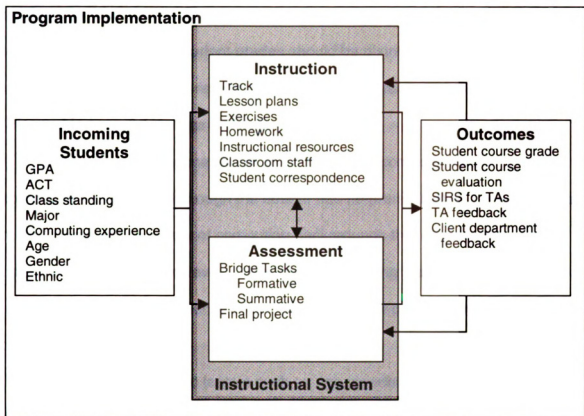 Program Implementation
Incoming
Students
GPA
ACT
Class standing
Major
Computing experience
Age
Gender
Ethnic
Instruction
Track
Lesson plans
Exercises
Homework
Instructional resources
Classroom staff
Student correspondence
Assessment
Bridge Tasks
Formative
Summative
Final project
Instructional System
Outcomes
Student course grade
Student course
evaluation
SIRS for TAs
TA feedback
Client department
feedback